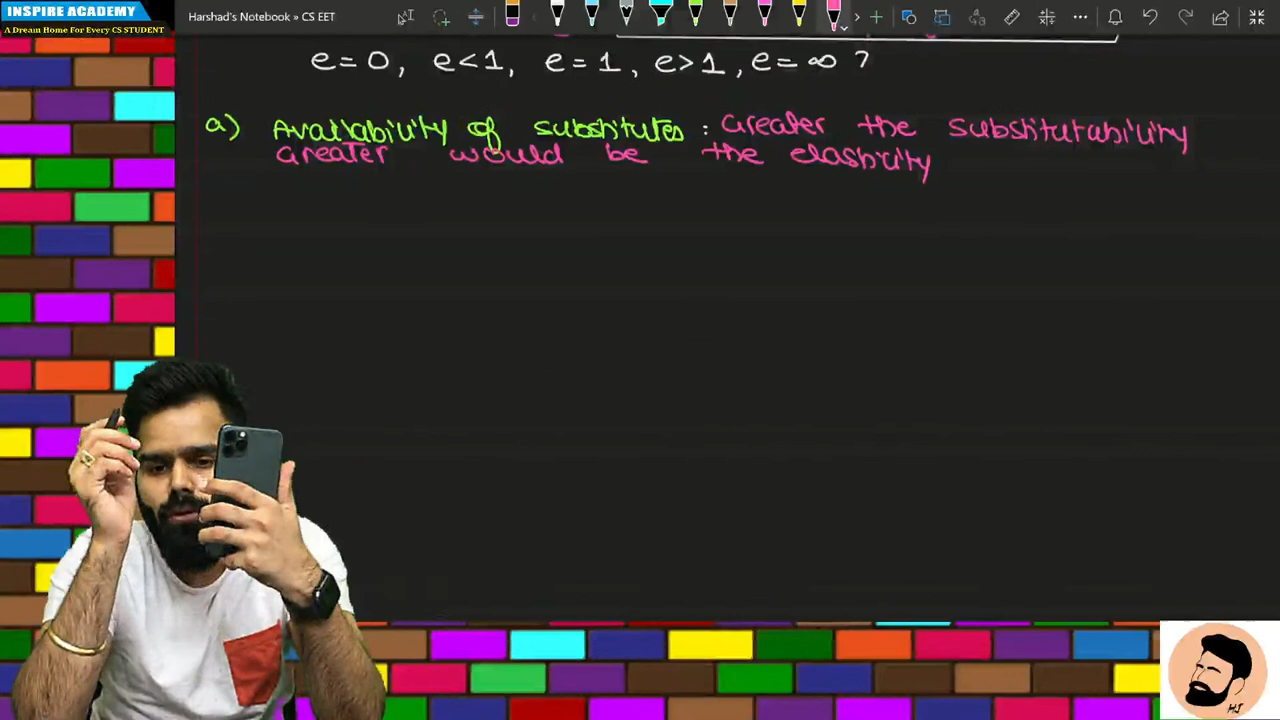 INSPIRE ACADEMY
A Dream Home For Every CS STUDENT
Harshad's Notebook » CS EET
e=0, e<1, e=1, e>1, e=∞ ?
a) Availability of substitutes : Greater the substitutability
Greater would be the elasticity
HJ